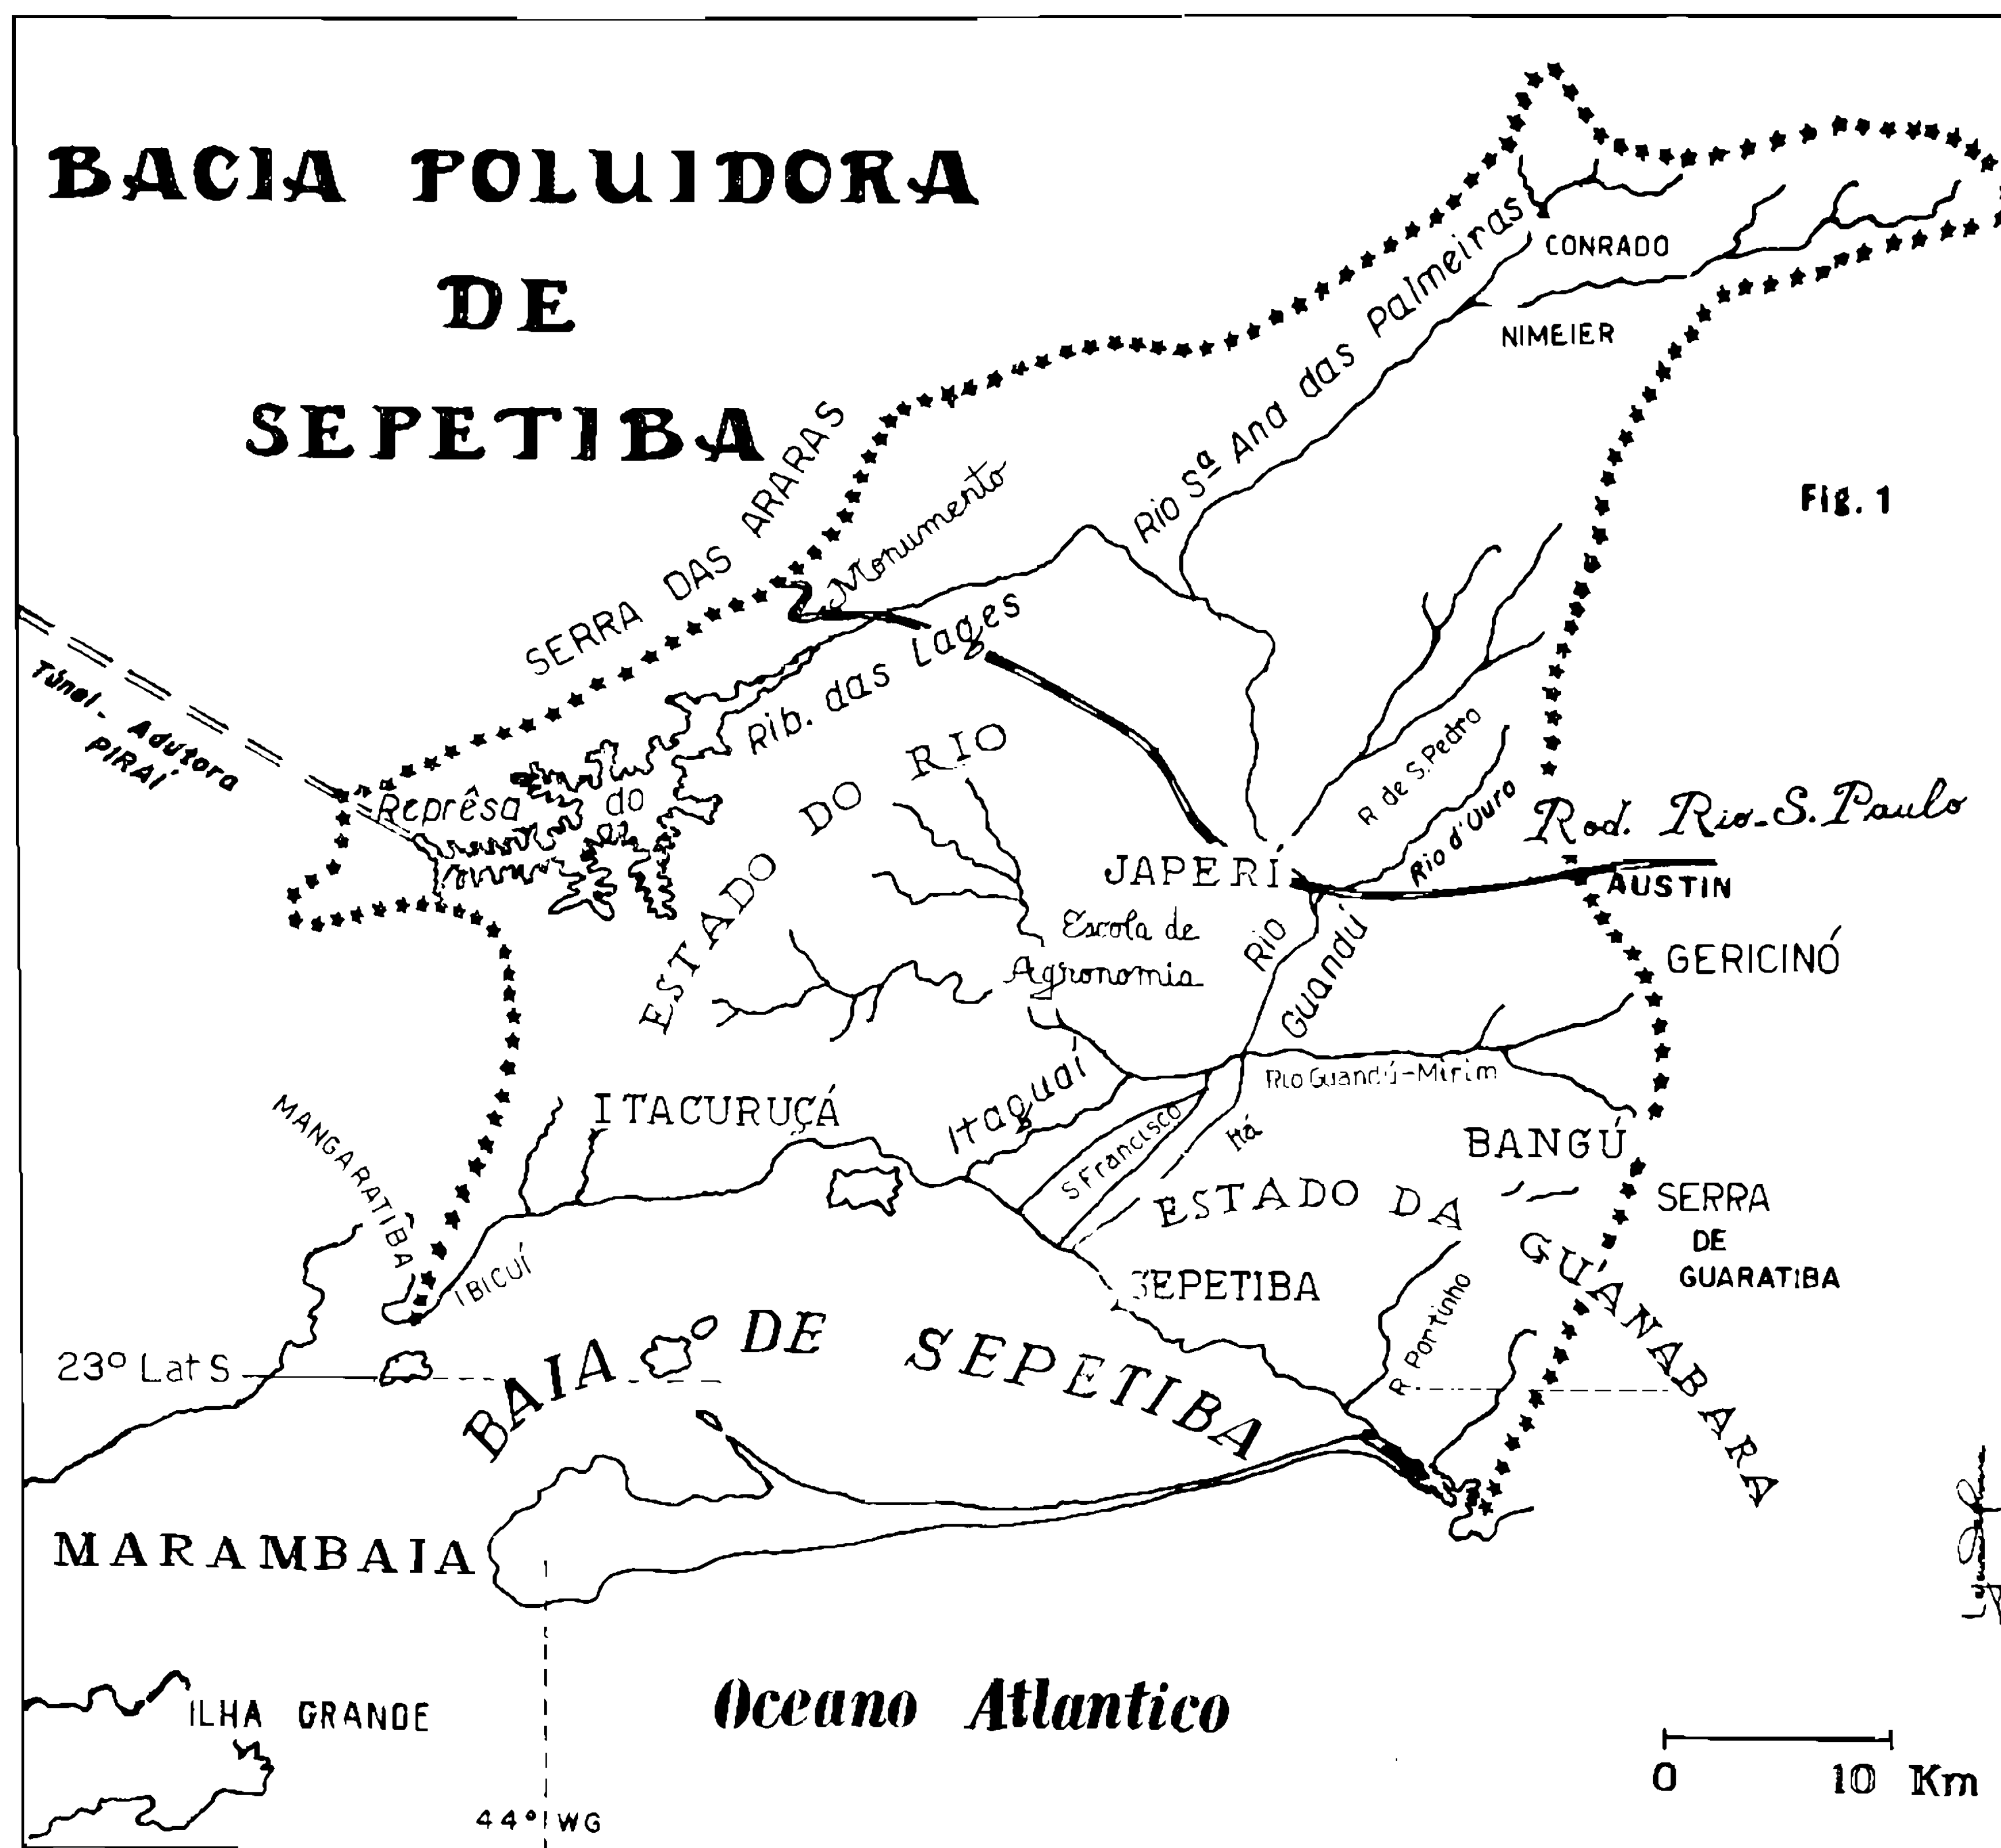 BACIA POLUIDORA
DE
SEPETIBA
Fig. 1
CONRADO
NIMEIER
Rio Sª Ana das Palmeiras
SERRA DAS ARARAS
Monumento
Rib. das Lages
Túnel- Adutora
PIRAÍ
Reprêsa do
ESTADO DO RIO
R de S. Pedro
Rio d'Ouro
Rod. Rio-S. Paulo
JAPERÍ
AUSTIN
Escola de
Agronomia
RIO
Guandú
GERICINÓ
Rio Guandú-Mirim
Itaguaí
ITACURUÇÁ
MANGARATIBA
S Francisco
Itá
BANGÚ
ESTADO DA GUANABARA
SERRA
DE
GUARATIBA
IBICUÍ
SEPETIBA
R Portinho
23º Lat S
BAIA DE SEPETIBA
MARAMBAIA
ILHA GRANDE
Oceano Atlantico
0 10 Km
44º WG